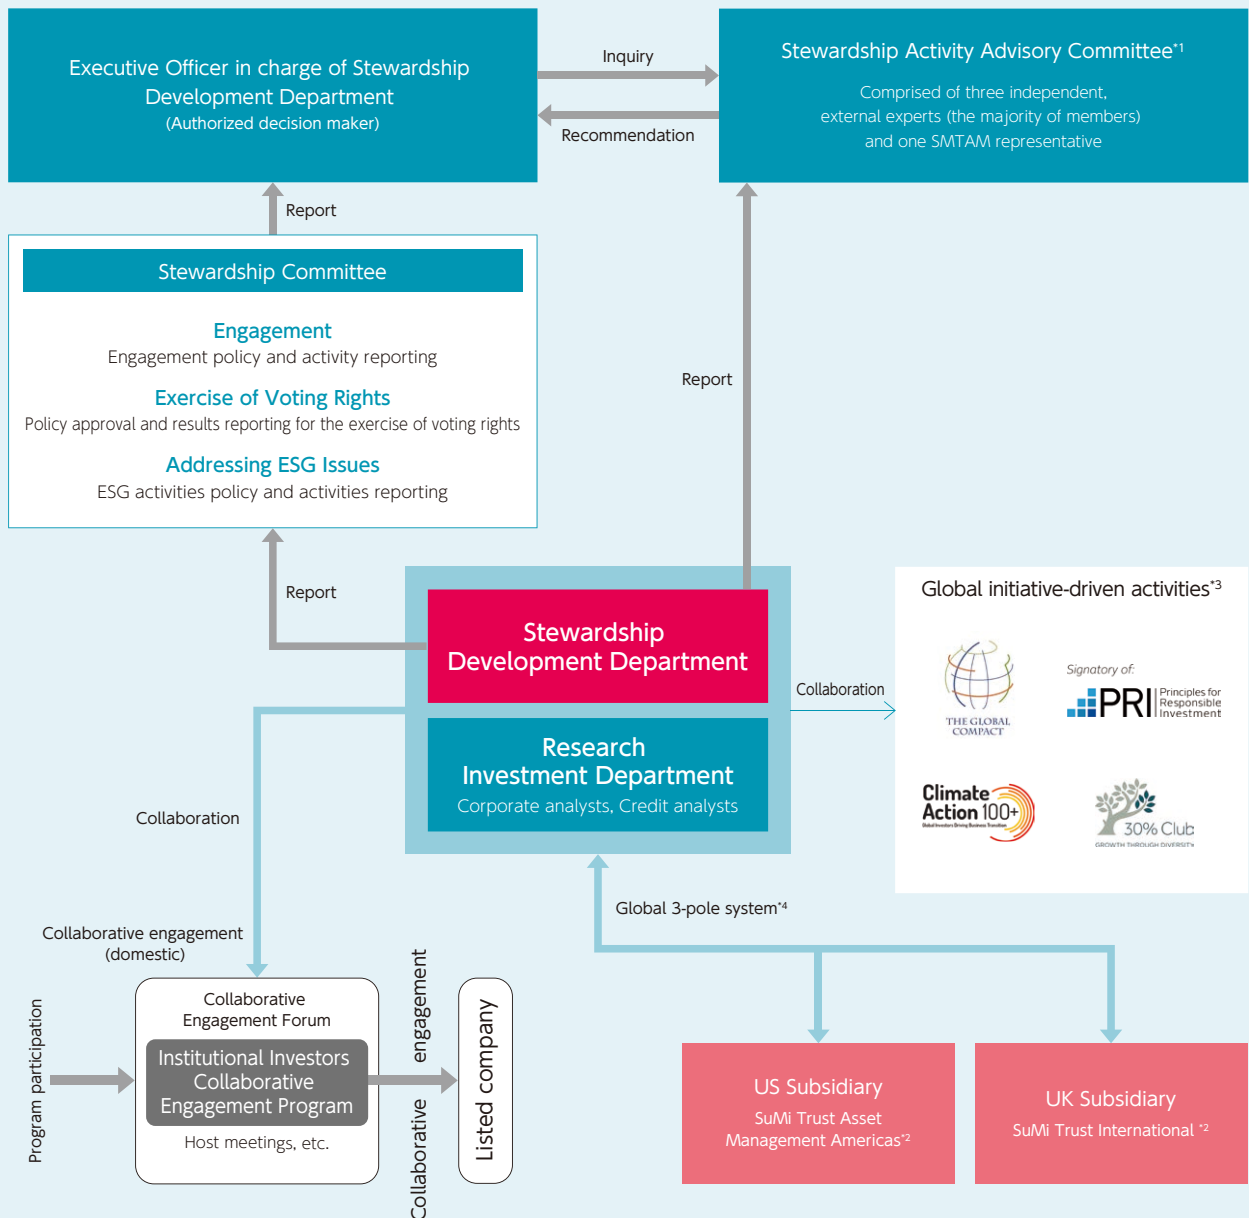 Executive Officer in charge of Stewardship
Development Department
(Authorized decision maker)
Inquiry
Recommendation
Stewardship Activity Advisory Committee*1
Comprised of three independent,
external experts (the majority of members)
and one SMTAM representative
Report
Stewardship Committee
Engagement
Engagement policy and activity reporting
Exercise of Voting Rights
Policy approval and results reporting for the exercise of voting rights
Addressing ESG Issues
ESG activities policy and activities reporting
Report
Report
Stewardship
Development Department
Research
Investment Department
Corporate analysts, Credit analysts
Collaboration
Global initiative-driven activities*3
THE GLOBAL
COMPACT
Signatory of:
PRI
Principles for
Responsible
Investment
Climate
Action 100+
Global Investors Driving Business Transition
30% Club
GROWTH THROUGH DIVERSITY
Collaboration
Global 3-pole system*4
Collaborative engagement
(domestic)
Program participation
Collaborative
Engagement Forum
Institutional Investors
Collaborative
Engagement Program
Host meetings, etc.
Collaborative engagement
Listed company
US Subsidiary
SuMi Trust Asset
Management Americas*2
UK Subsidiary
SuMi Trust International *2